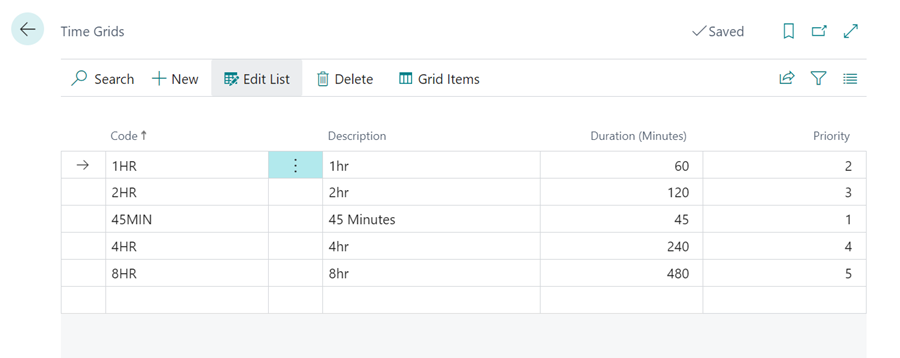 Time Grids
Saved
Search New Edit List Delete Grid Items
Code ↑ Description Duration (Minutes) Priority
1HR 1hr 60 2
2HR 2hr 120 3
45MIN 45 Minutes 45 1
4HR 4hr 240 4
8HR 8hr 480 5